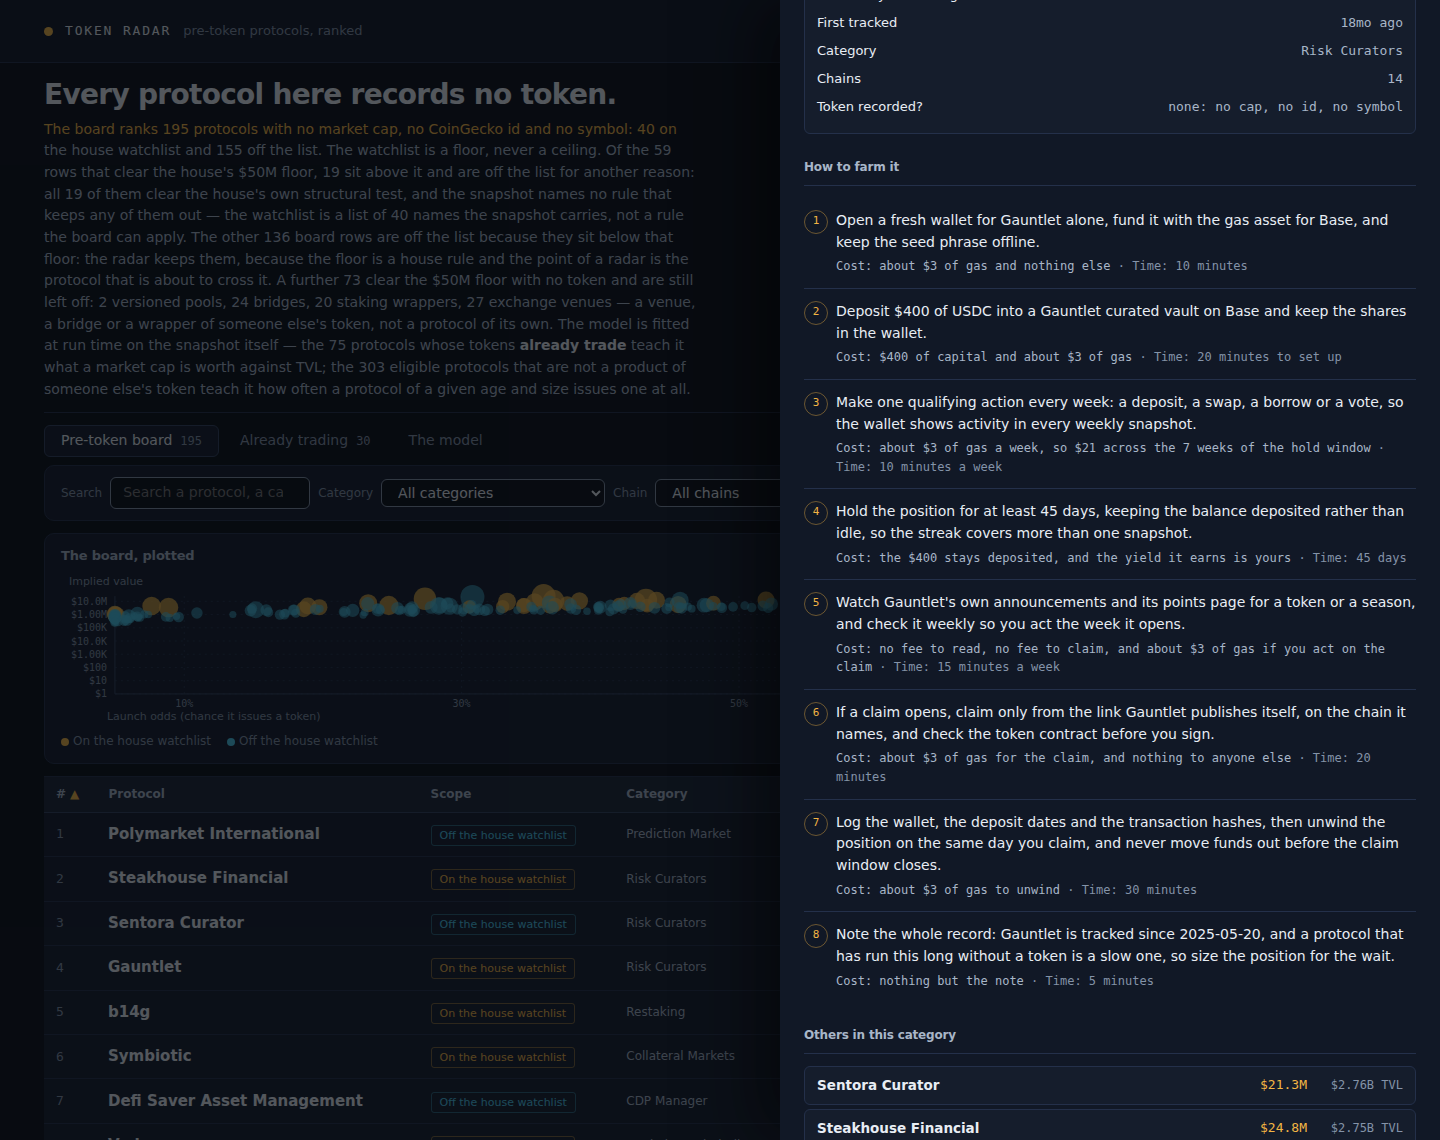 TOKEN RADAR pre-token protocols, ranked
Every protocol here records no token.
The board ranks 195 protocols with no market cap, no CoinGecko id and no symbol: 40 on
the house watchlist and 155 off the list. The watchlist is a floor, never a ceiling. Of the 59
rows that clear the house's $50M floor, 19 sit above it and are off the list for another reason:
all 19 of them clear the house's own structural test, and the snapshot names no rule that
keeps any of them out — the watchlist is a list of 40 names the snapshot carries, not a rule
the board can apply. The other 136 board rows are off the list because they sit below that
floor: the radar keeps them, because the floor is a house rule and the point of a radar is the
protocol that is about to cross it. A further 73 clear the $50M floor with no token and are still
left off: 2 versioned pools, 24 bridges, 20 staking wrappers, 27 exchange venues — a venue,
a bridge or a wrapper of someone else's token, not a protocol of its own. The model is fitted
at run time on the snapshot itself — the 75 protocols whose tokens already trade teach it
what a market cap is worth against TVL; the 303 eligible protocols that are not a product of
someone else's token teach it how often a protocol of a given age and size issues one at all.
Pre-token board 195 Already trading 30 The model
Search Search a protocol, a ca Category All categories Chain All chains
The board, plotted
Implied value
$10.0M
$1.00M
$100K
$10.0K
$1.00K
$100
$10
$1
10% 30% 50%
Launch odds (chance it issues a token)
On the house watchlist Off the house watchlist
# ▲ Protocol Scope Category
1 Polymarket International Off the house watchlist Prediction Market
2 Steakhouse Financial On the house watchlist Risk Curators
3 Sentora Curator Off the house watchlist Risk Curators
4 Gauntlet On the house watchlist Risk Curators
5 b14g On the house watchlist Restaking
6 Symbiotic On the house watchlist Collateral Markets
7 Defi Saver Asset Management Off the house watchlist CDP Manager
First tracked 18mo ago
Category Risk Curators
Chains 14
Token recorded? none: no cap, no id, no symbol
How to farm it
1 Open a fresh wallet for Gauntlet alone, fund it with the gas asset for Base, and
keep the seed phrase offline.
Cost: about $3 of gas and nothing else · Time: 10 minutes
2 Deposit $400 of USDC into a Gauntlet curated vault on Base and keep the shares
in the wallet.
Cost: $400 of capital and about $3 of gas · Time: 20 minutes to set up
3 Make one qualifying action every week: a deposit, a swap, a borrow or a vote, so
the wallet shows activity in every weekly snapshot.
Cost: about $3 of gas a week, so $21 across the 7 weeks of the hold window ·
Time: 10 minutes a week
4 Hold the position for at least 45 days, keeping the balance deposited rather than
idle, so the streak covers more than one snapshot.
Cost: the $400 stays deposited, and the yield it earns is yours · Time: 45 days
5 Watch Gauntlet's own announcements and its points page for a token or a season,
and check it weekly so you act the week it opens.
Cost: no fee to read, no fee to claim, and about $3 of gas if you act on the
claim · Time: 15 minutes a week
6 If a claim opens, claim only from the link Gauntlet publishes itself, on the chain it
names, and check the token contract before you sign.
Cost: about $3 of gas for the claim, and nothing to anyone else · Time: 20
minutes
7 Log the wallet, the deposit dates and the transaction hashes, then unwind the
position on the same day you claim, and never move funds out before the claim
window closes.
Cost: about $3 of gas to unwind · Time: 30 minutes
8 Note the whole record: Gauntlet is tracked since 2025-05-20, and a protocol that
has run this long without a token is a slow one, so size the position for the wait.
Cost: nothing but the note · Time: 5 minutes
Others in this category
Sentora Curator $21.3M $2.76B TVL
Steakhouse Financial $24.8M $2.75B TVL